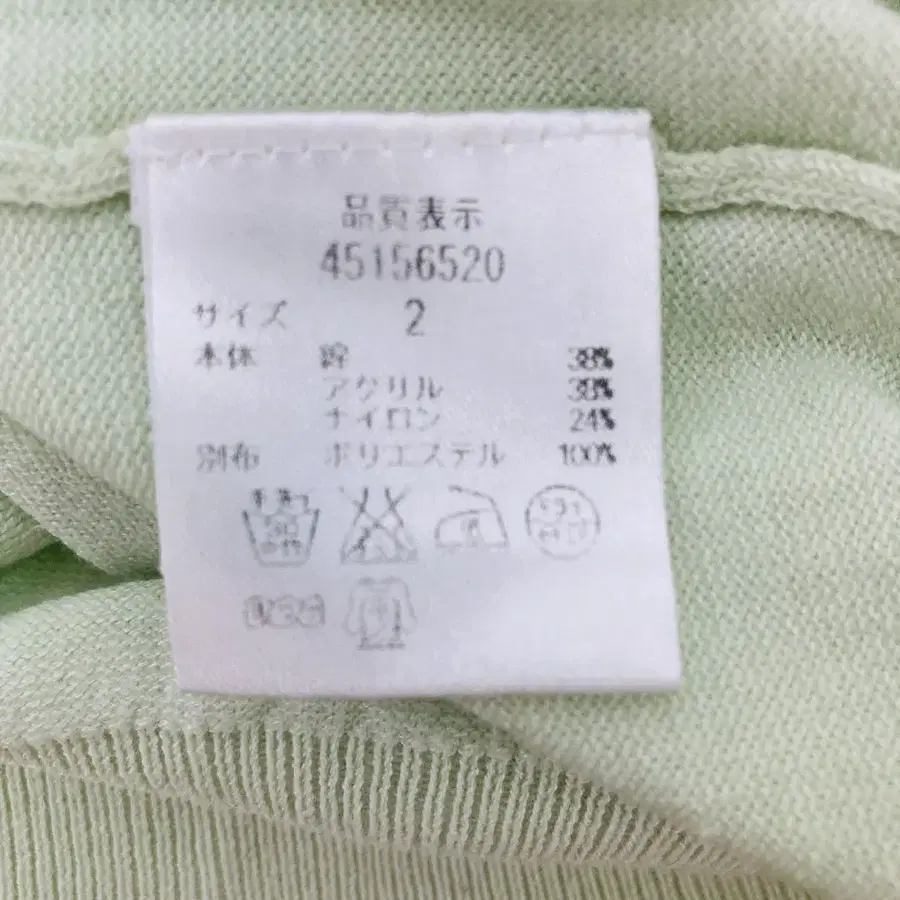 品質表示
45156520
サイズ 2
本体 綿 38%
アクリル 38%
ナイロン 24%
別布 ポリエステル 100%